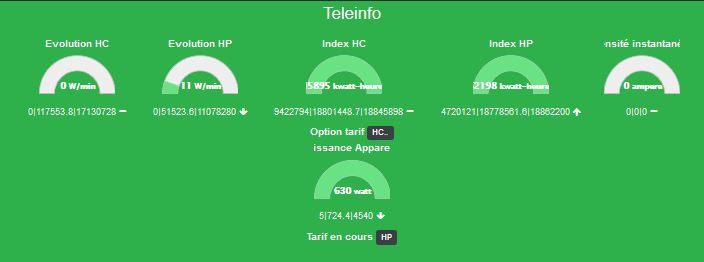 Teleinfo
Evolution HC
Evolution HP
Index HC
Index HP
ensité instantané
0 W/min
11 W/min
5895 kwatt-heure
2198 kwatt-heure
0 ampere
0|117553.8|17130728
0|51523.6|11078280
9422794|18801448.7|18845898
4720121|18778561.6|18862200
0|0|0
Option tarif HC..
issance Appare
630 watt
5|724.4|4540
Tarif en cours HP